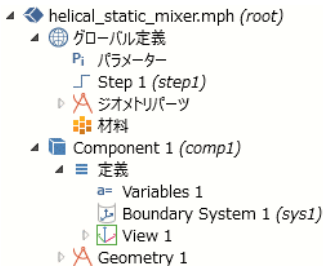 helical_static_mixer.mph (root)
グローバル定義
Pi パラメーター
Step 1 (step1)
ジオメトリパーツ
材料
Component 1 (comp1)
定義
a= Variables 1
Boundary System 1 (sys1)
View 1
Geometry 1